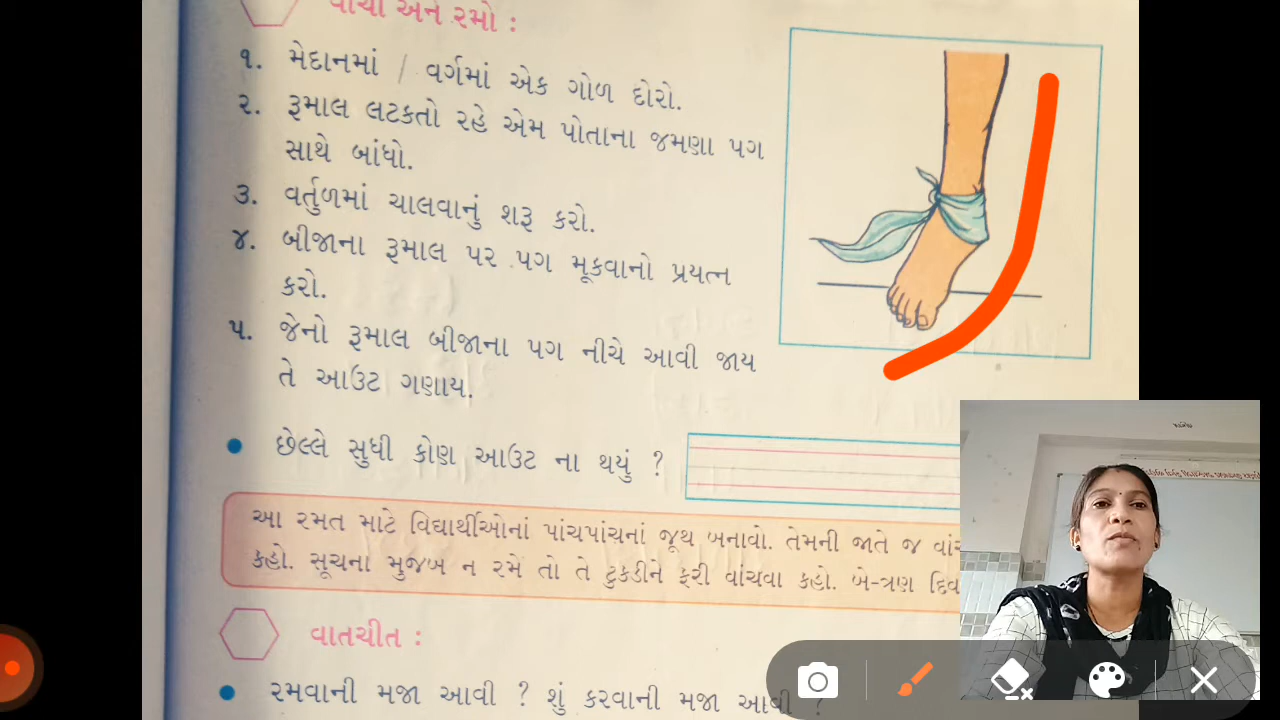 વાંચો અને રમો :
૧. મેદાનમાં / વર્ગમાં એક ગોળ દોરો.
૨. રૂમાલ લટકતો રહે એમ પોતાના જમણા પગ
સાથે બાંધો.
૩. વર્તુળમાં ચાલવાનું શરૂ કરો.
૪. બીજાના રૂમાલ પર પગ મૂકવાનો પ્રયત્ન
કરો.
૫. જેનો રૂમાલ બીજાના પગ નીચે આવી જાય
તે આઉટ ગણાય.
• છેલ્લે સુધી કોણ આઉટ ના થયું ?
આ રમત માટે વિદ્યાર્થીઓનાં પાંચપાંચનાં જૂથ બનાવો. તેમની જાતે જ
કહો. સૂચના મુજબ ન રમે તો તે ટુકડીને ફરી વાંચવા કહો. બે-ત્રણ
વાતચીત :
• રમવાની મજા આવી ? શું કરવાની મજા આવી ?